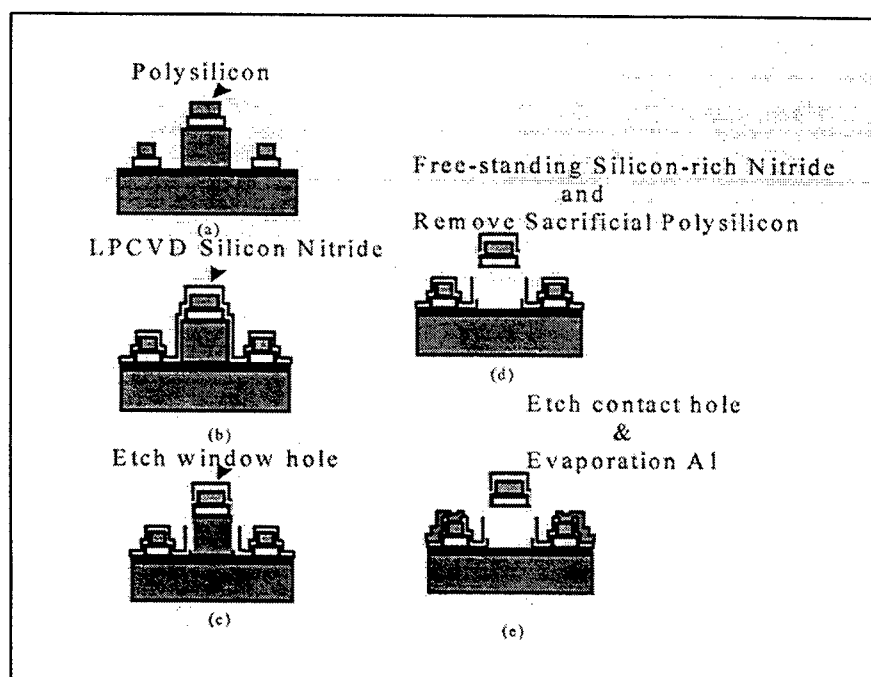 Polysilicon
(a)
LPCVD Silicon Nitride
(b)
Etch window hole
(c)
Free-standing Silicon-rich Nitride
and
Remove Sacrificial Polysilicon
(d)
Etch contact hole
&
Evaporation Al
(e)